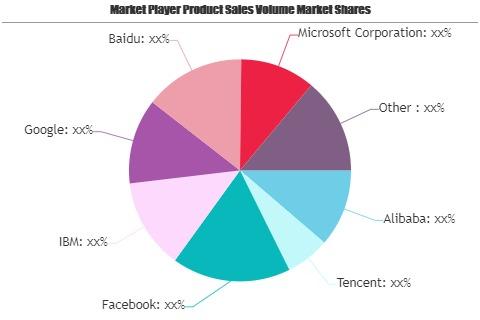 Market Player Product Sales Volume Market Shares
Microsoft Corporation: xx%
Baidu: xx%
Other : xx%
Google: xx%
Alibaba: xx%
IBM: xx%
Tencent: xx%
Facebook: xx%